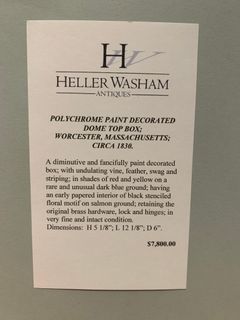 HW
HELLER WASHAM
ANTIQUES
POLYCHROME PAINT DECORATED
DOME TOP BOX;
WORCESTER, MASSACHUSETTS;
CIRCA 1830.
A diminutive and fancifully paint decorated
box; with undulating vine, feather, swag and
striping; in shades of red and yellow on a
rare and unusual dark blue ground; having
an early papered interior of black stenciled
floral motif on salmon ground; retaining the
original brass hardware, lock and hinges; in
very fine and intact condition.
Dimensions: H 5 1/8"; L 12 1/8"; D 6".
$7,800.00